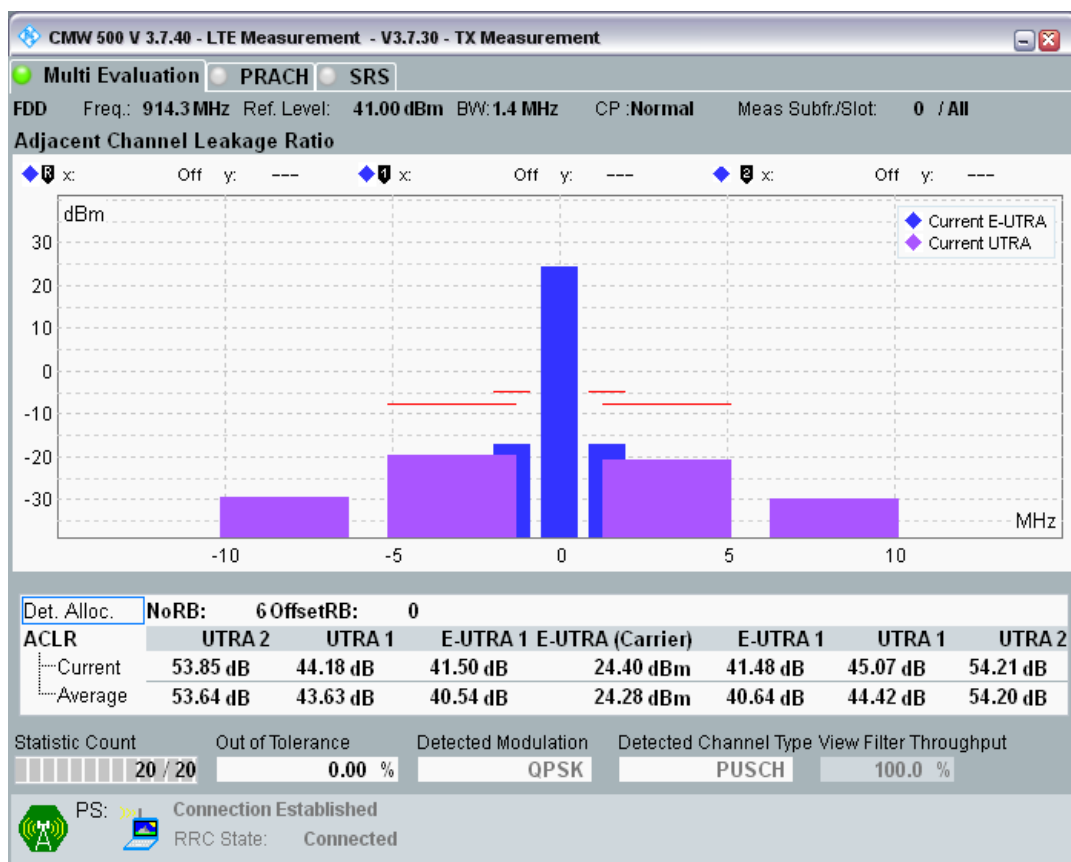 CMW 500 V 3.7.40 - LTE Measurement - V3.7.30 - TX Measurement
Multi Evaluation PRACH SRS
FDD Freq.: 914.3 MHz Ref. Level: 41.00 dBm BW: 1.4 MHz CP :Normal Meas Subfr./Slot: 0 / All
Adjacent Channel Leakage Ratio
R x: Off y: --- 1 x: Off y: --- 2 x: Off y: ---
dBm
Current E-UTRA
Current UTRA
30
20
10
0
-10
-20
-30
MHz
-10 -5 0 5 10
Det. Alloc. NoRB: 6 OffsetRB: 0
ACLR UTRA 2 UTRA 1 E-UTRA 1 E-UTRA (Carrier) E-UTRA 1 UTRA 1 UTRA 2
Current 53.85 dB 44.18 dB 41.50 dB 24.40 dBm 41.48 dB 45.07 dB 54.21 dB
Average 53.64 dB 43.63 dB 40.54 dB 24.28 dBm 40.64 dB 44.42 dB 54.20 dB
Statistic Count Out of Tolerance Detected Modulation Detected Channel Type View Filter Throughput
20 / 20 0.00 % QPSK PUSCH 100.0 %
PS: Connection Established
RRC State: Connected